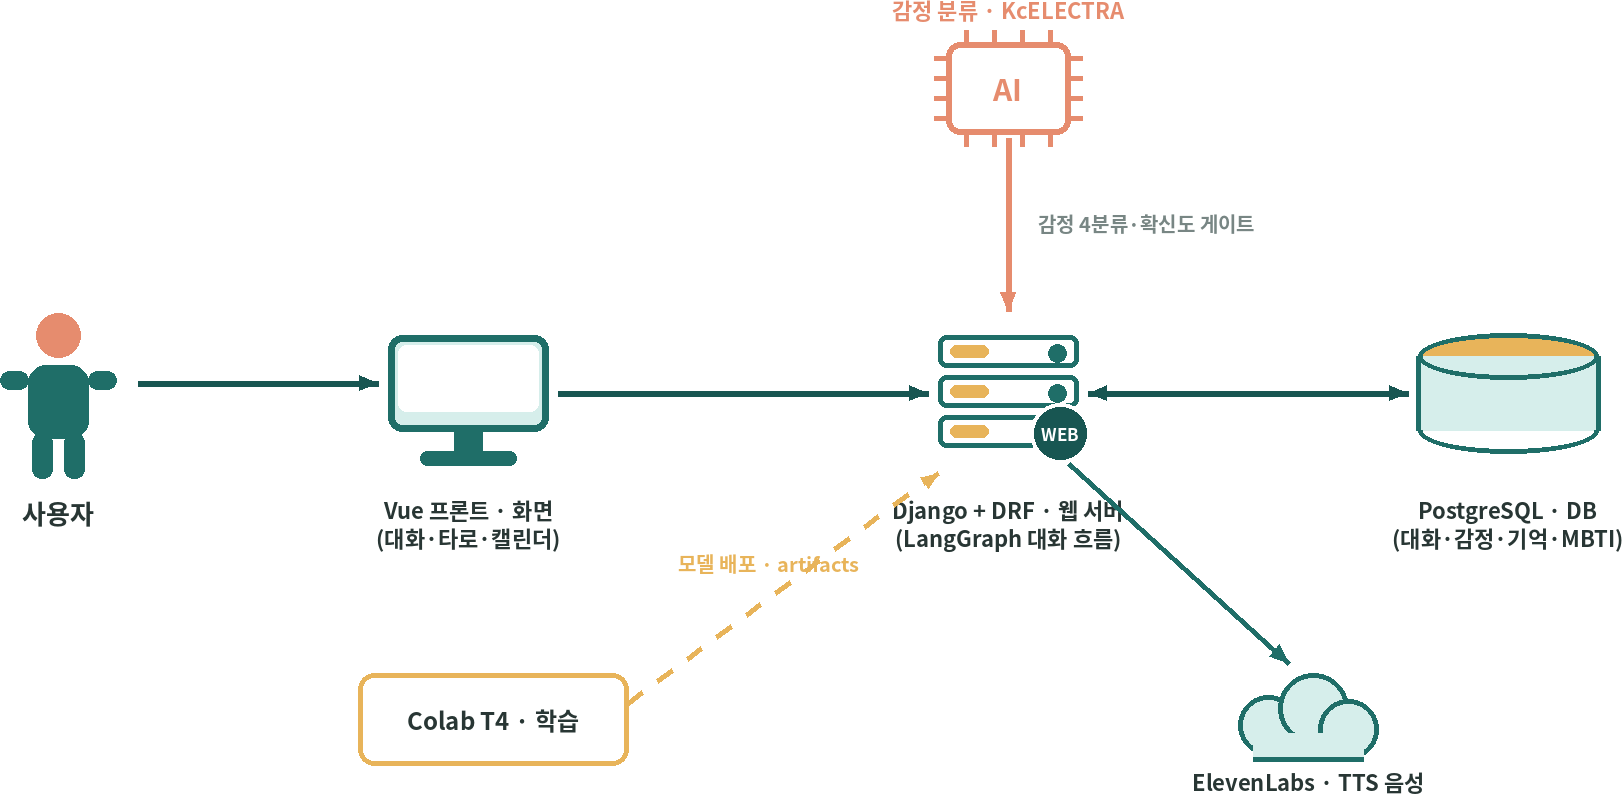 감정 분류 · KcELECTRA
AI
감정 4분류·확신도 게이트
WEB
사용자
Vue 프론트 · 화면
(대화·타로·캘린더)
Django + DRF · 웹 서버
(LangGraph 대화 흐름)
PostgreSQL · DB
(대화·감정·기억·MBTI)
모델 배포 · artifacts
Colab T4 · 학습
ElevenLabs · TTS 음성